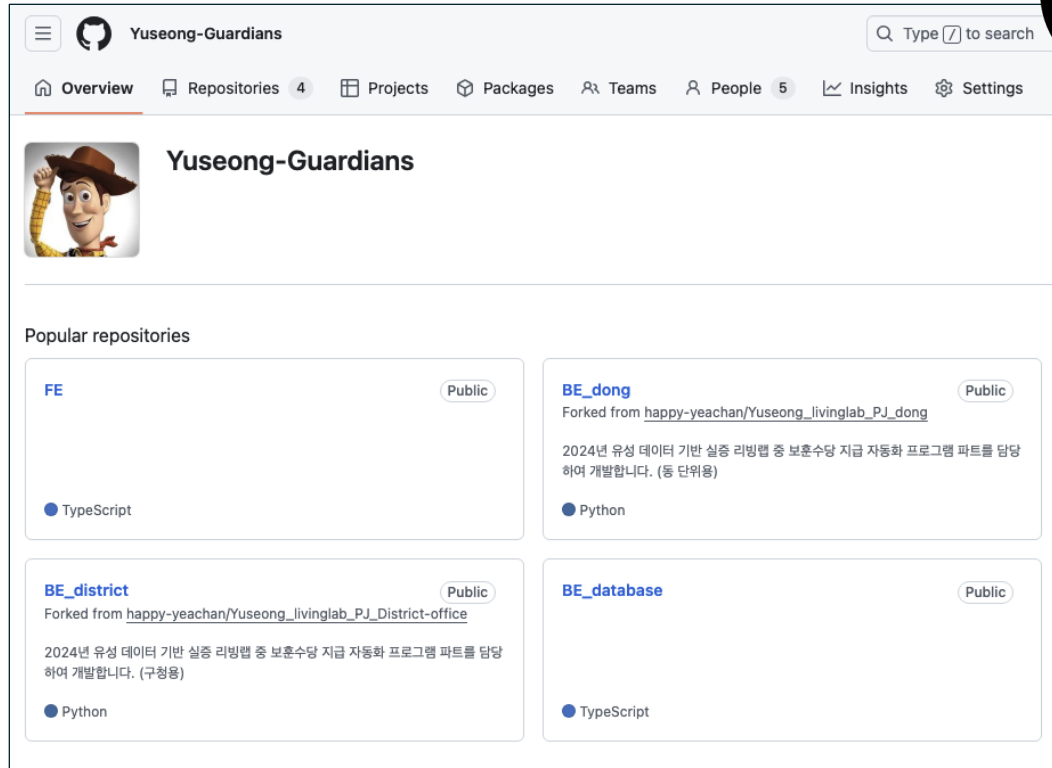 Yuseong-Guardians
Type / to search
Overview Repositories 4 Projects Packages Teams People 5 Insights Settings
Yuseong-Guardians
Popular repositories
FE Public
TypeScript
BE_dong Public
Forked from happy-yeachan/Yuseong_livinglab_PJ_dong
2024년 유성 데이터 기반 실증 리빙랩 중 보훈수당 지급 자동화 프로그램 파트를 담당
하여 개발합니다. (동 단위용)
Python
BE_district Public
Forked from happy-yeachan/Yuseong_livinglab_PJ_District-office
2024년 유성 데이터 기반 실증 리빙랩 중 보훈수당 지급 자동화 프로그램 파트를 담당
하여 개발합니다. (구청용)
Python
BE_database Public
TypeScript